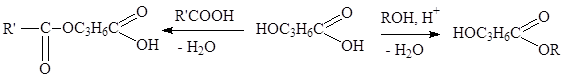 O R'COOH O ROH, H+ O
R' C OC3H6C HOC3H6C HOC3H6C
OH - H2O OH - H2O OR
O